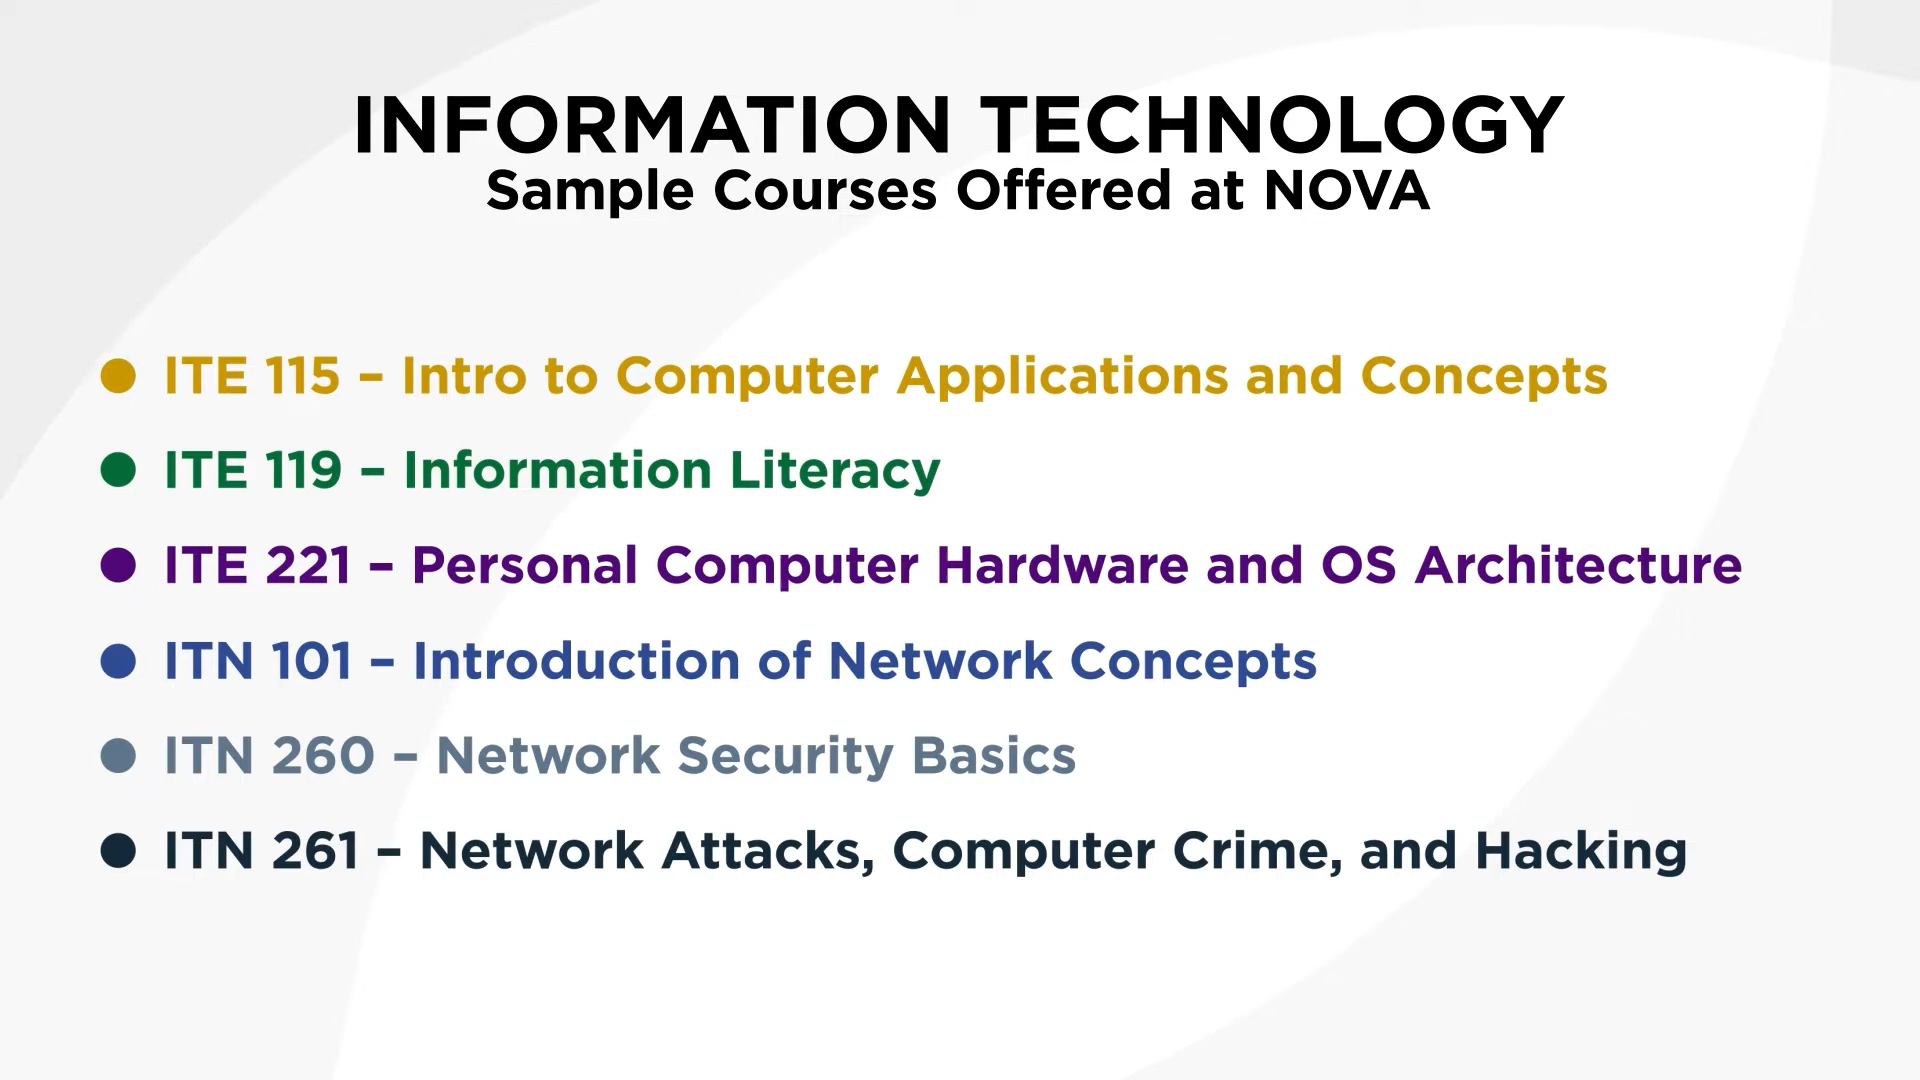 INFORMATION TECHNOLOGY
Sample Courses Offered at NOVA
● ITE 115 – Intro to Computer Applications and Concepts
● ITE 119 – Information Literacy
● ITE 221 – Personal Computer Hardware and OS Architecture
● ITN 101 – Introduction of Network Concepts
● ITN 260 – Network Security Basics
● ITN 261 – Network Attacks, Computer Crime, and Hacking